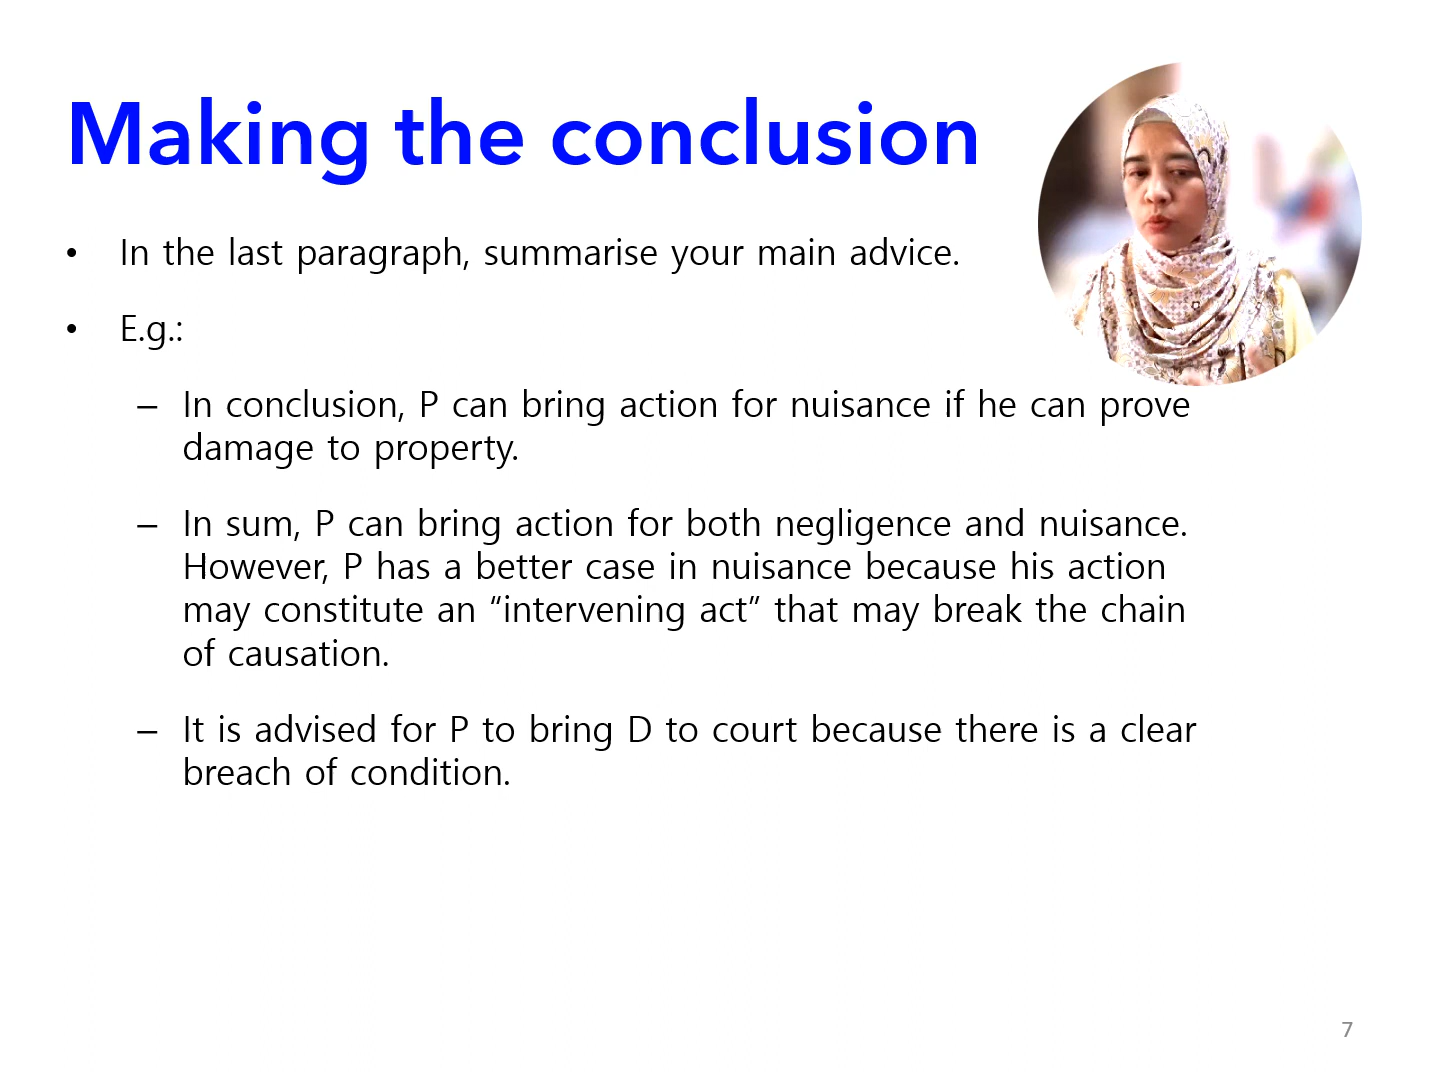 Making the conclusion
• In the last paragraph, summarise your main advice.
• E.g.:
– In conclusion, P can bring action for nuisance if he can prove
damage to property.
– In sum, P can bring action for both negligence and nuisance.
However, P has a better case in nuisance because his action
may constitute an “intervening act” that may break the chain
of causation.
– It is advised for P to bring D to court because there is a clear
breach of condition.
7